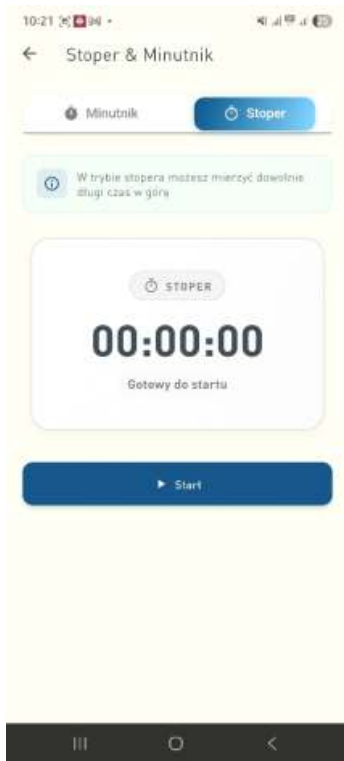 10:21
Stoper & Minutnik
Minutnik
Stoper
W trybie stopera możesz mierzyć dowolnie
długi czas w górę
STOPER
00:00:00
Gotowy do startu
Start